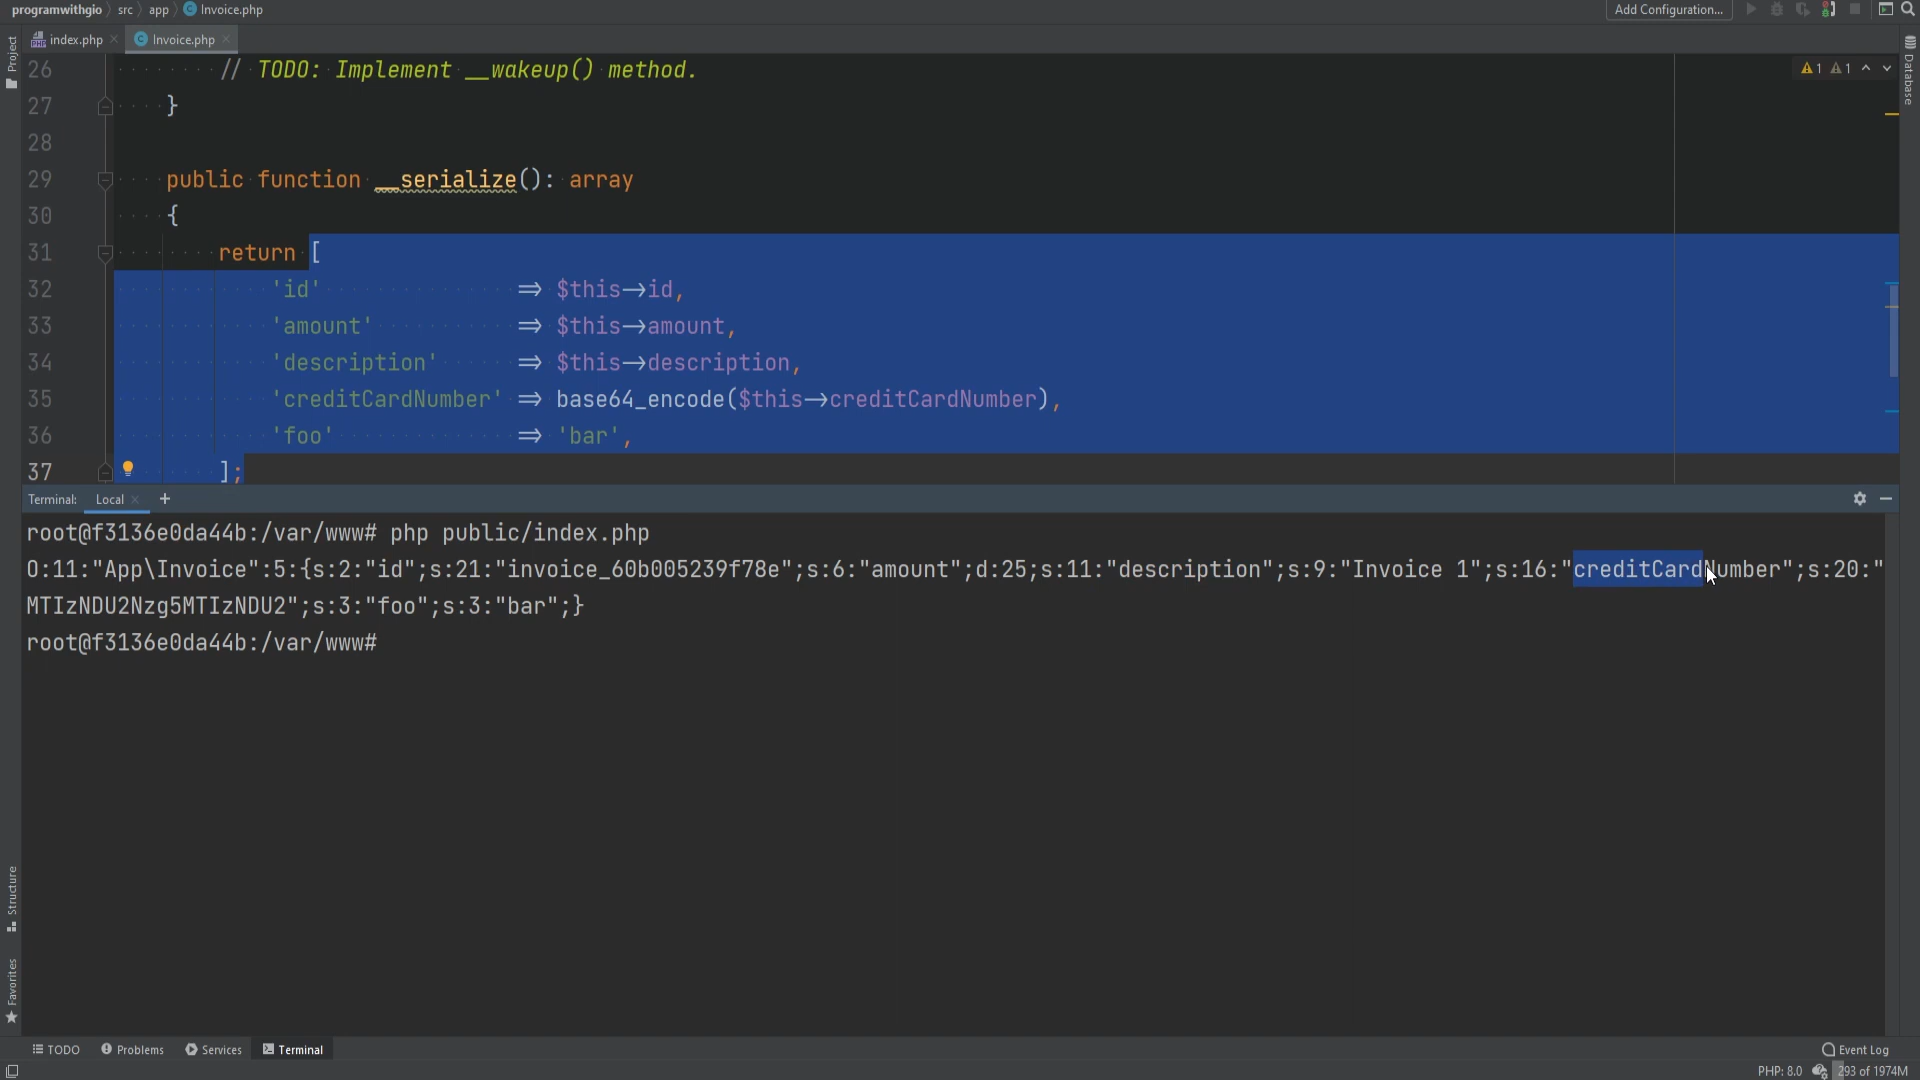 programwithgio src app Invoice.php Add Configuration...
index.php Invoice.php
Project
Database
26 // TODO: Implement __wakeup() method.
1 1
27 }
28
29 public function __serialize(): array
30 {
31 return [
32 'id' => $this->id,
33 'amount' => $this->amount,
34 'description' => $this->description,
35 'creditCardNumber' => base64_encode($this->creditCardNumber),
36 'foo' => 'bar',
37 ];
Terminal: Local +
root@f3136e0da44b:/var/www# php public/index.php
O:11:"App\Invoice":5:{s:2:"id";s:21:"invoice_60b005239f78e";s:6:"amount";d:25;s:11:"description";s:9:"Invoice 1";s:16:"creditCardNumber";s:20:"
MTIzNDU2Nzg5MTIzNDU2";s:3:"foo";s:3:"bar";}
root@f3136e0da44b:/var/www#
Structure
Favorites
TODO Problems Services Terminal Event Log
PHP: 8.0 293 of 1974M